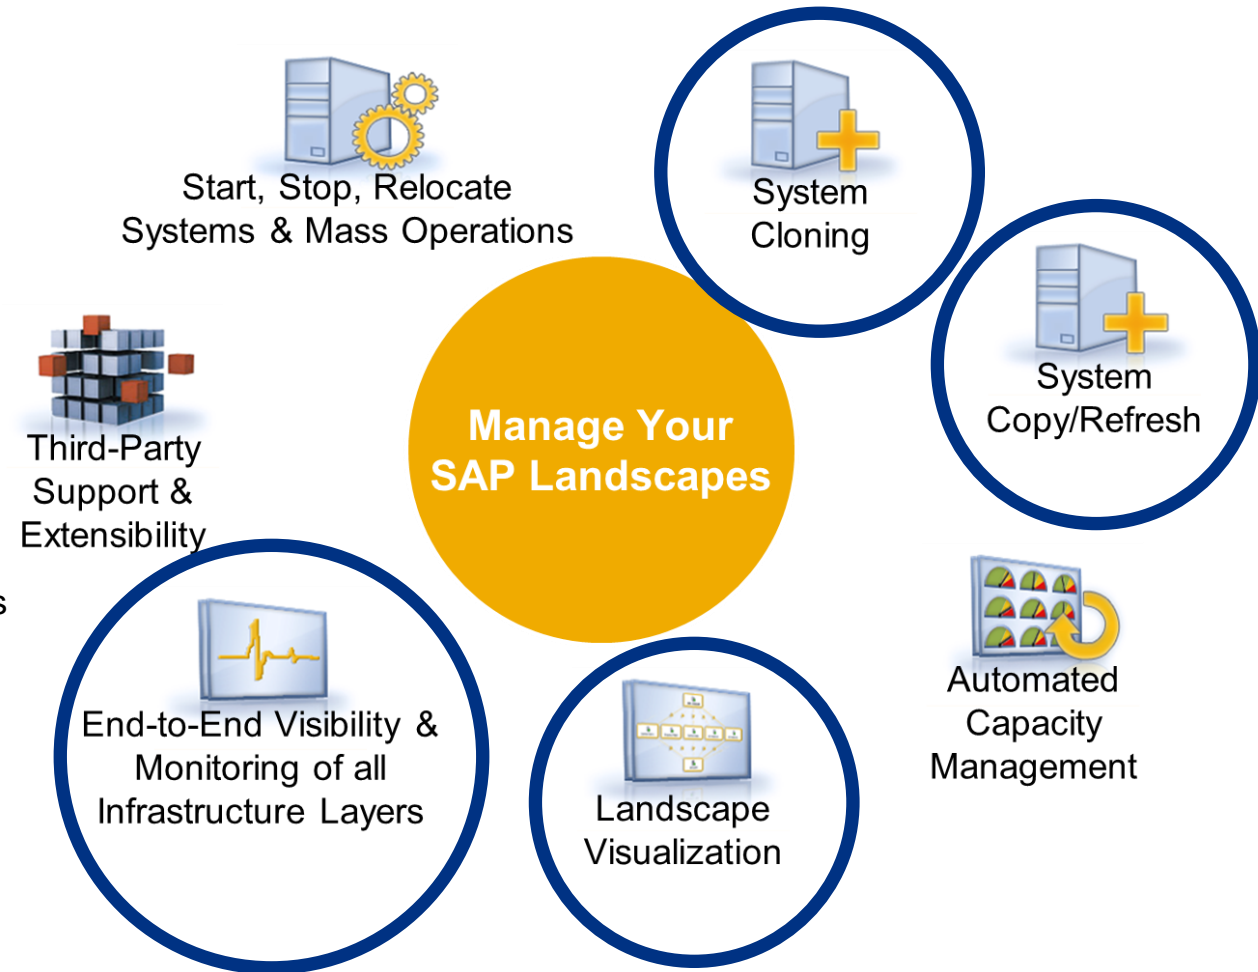 Start, Stop, Relocate
Systems & Mass Operations
System
Cloning
System
Copy/Refresh
Manage Your
SAP Landscapes
Third-Party
Support &
Extensibility
s
Automated
Capacity
Management
End-to-End Visibility &
Monitoring of all
Infrastructure Layers
Landscape
Visualization